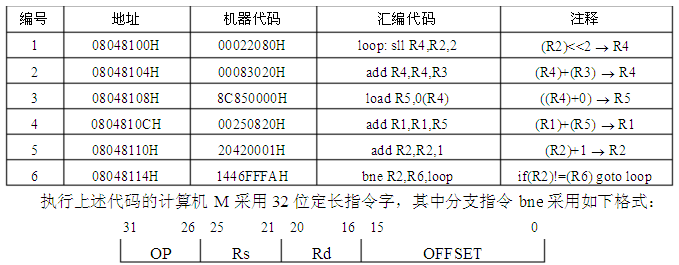 编号 地址 机器代码 汇编代码 注释
1 08048100H 00022080H loop: sll R4,R2,2 (R2)<<2 → R4
2 08048104H 00083020H add R4,R4,R3 (R4)+(R3) → R4
3 08048108H 8C850000H load R5,0(R4) ((R4)+0) → R5
4 0804810CH 00250820H add R1,R1,R5 (R1)+(R5) → R1
5 08048110H 20420001H add R2,R2,1 (R2)+1 → R2
6 08048114H 1446FFFAH bne R2,R6,loop if(R2)!=(R6) goto loop
执行上述代码的计算机 M 采用 32 位定长指令字，其中分支指令 bne 采用如下格式：
31 26 25 21 20 16 15 0
OP Rs Rd OFFSET